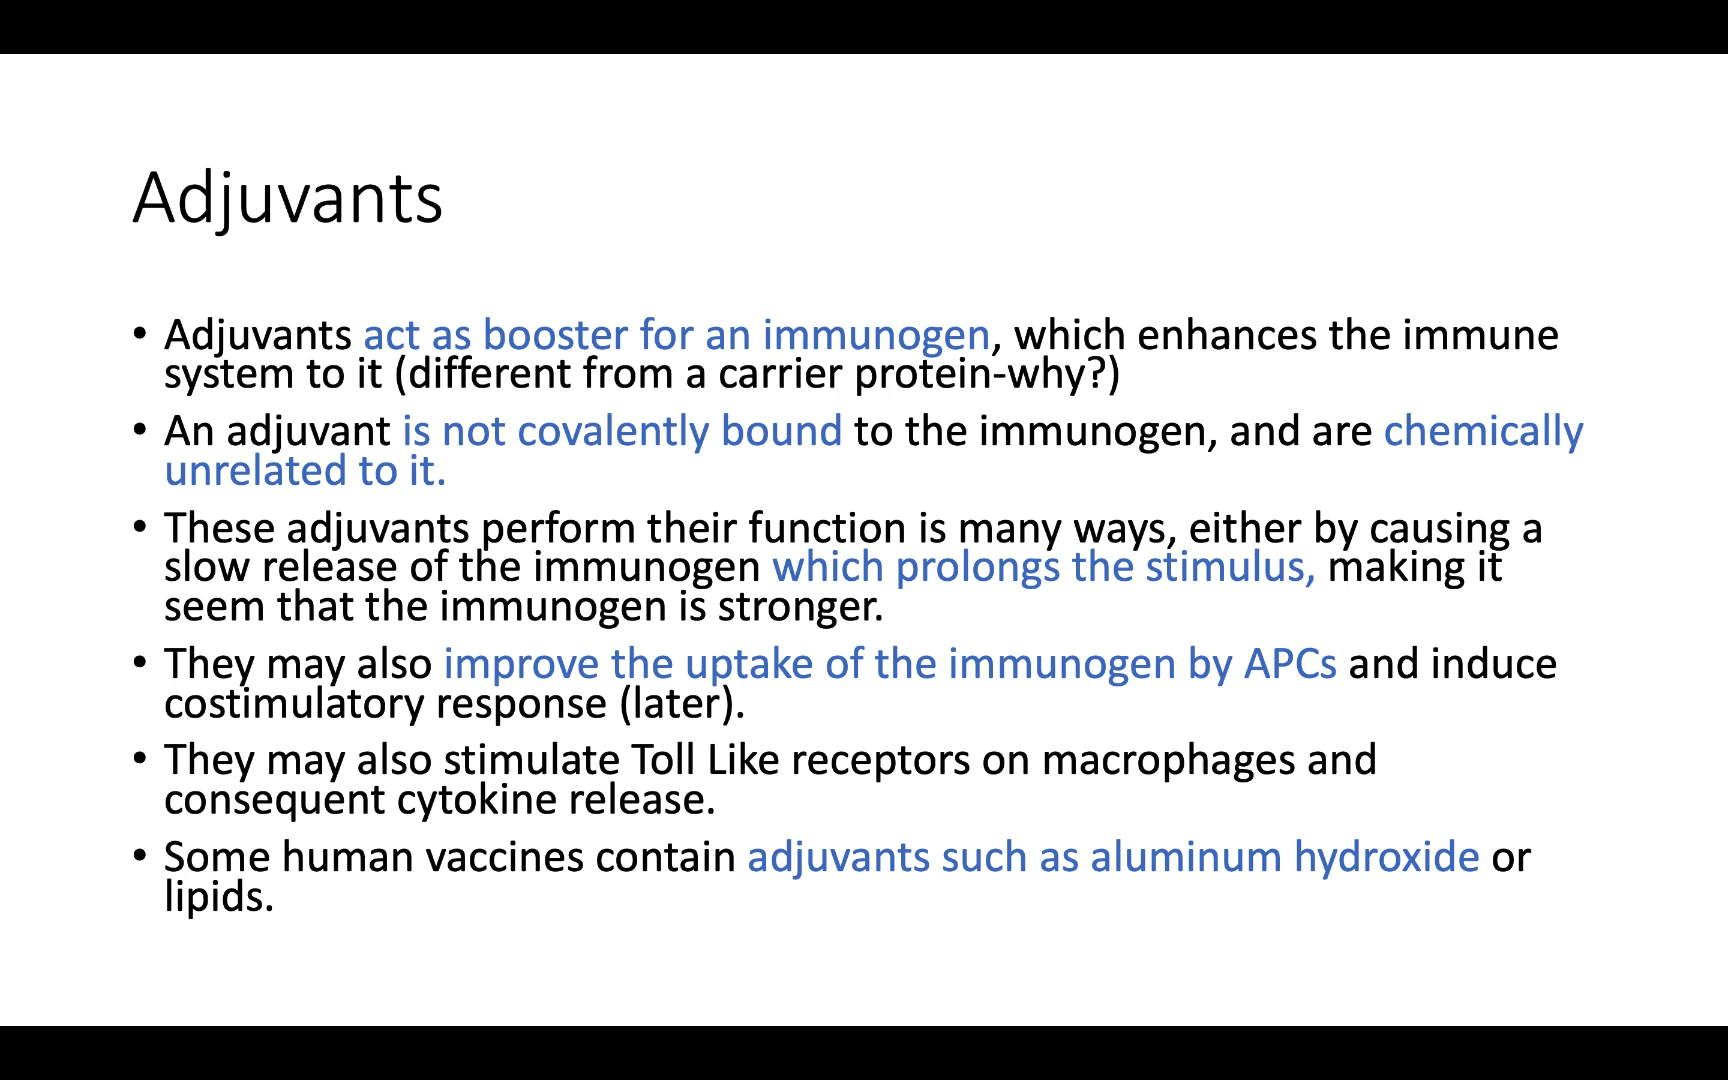 Adjuvants
• Adjuvants act as booster for an immunogen, which enhances the immune
system to it (different from a carrier protein-why?)
• An adjuvant is not covalently bound to the immunogen, and are chemically
unrelated to it.
• These adjuvants perform their function is many ways, either by causing a
slow release of the immunogen which prolongs the stimulus, making it
seem that the immunogen is stronger.
• They may also improve the uptake of the immunogen by APCs and induce
costimulatory response (later).
• They may also stimulate Toll Like receptors on macrophages and
consequent cytokine release.
• Some human vaccines contain adjuvants such as aluminum hydroxide or
lipids.